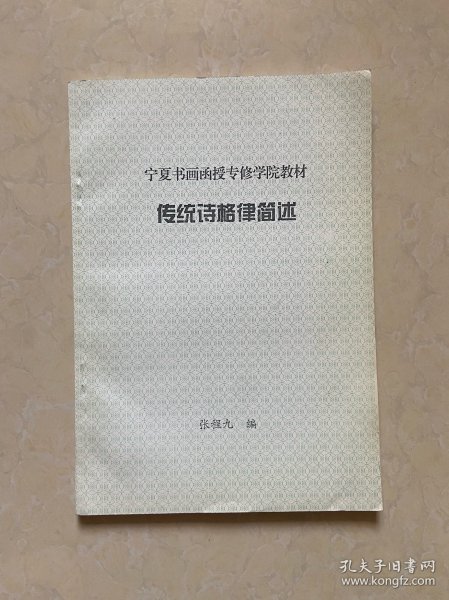 宁夏书画函授专修学院教材
传统诗格律简述
张程九 编
孔夫子旧书网
www.kongfz.com